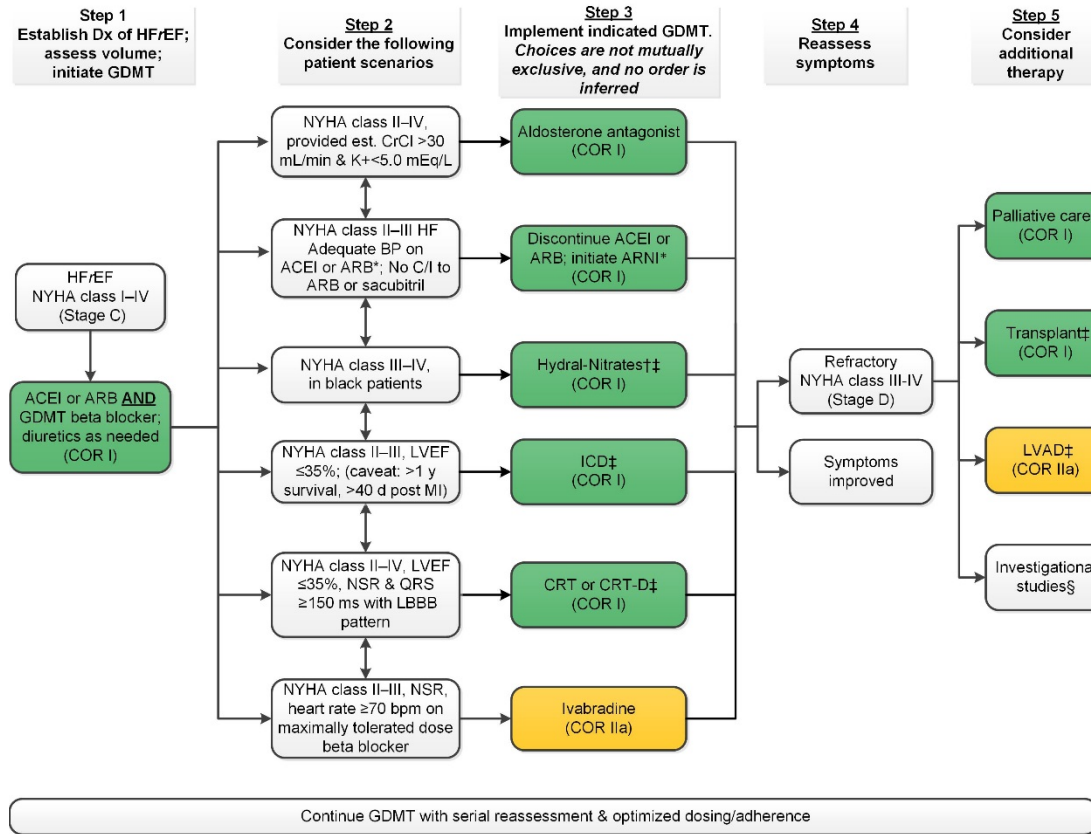 Step 1
Establish Dx of HFrEF;
assess volume;
initiate GDMT
Step 2
Consider the following
patient scenarios
Step 3
Implement indicated GDMT.
Choices are not mutually
exclusive, and no order is
inferred
Step 4
Reassess
symptoms
Step 5
Consider
additional
therapy
HFrEF
NYHA class I–IV
(Stage C)
ACEI or ARB AND
GDMT beta blocker;
diuretics as needed
(COR I)
NYHA class II–IV,
provided est. CrCl >30
mL/min & K+<5.0 mEq/L
Aldosterone antagonist
(COR I)
NYHA class II–III HF
Adequate BP on
ACEI or ARB*; No C/I to
ARB or sacubitril
Discontinue ACEI or
ARB; initiate ARNI*
(COR I)
NYHA class III–IV,
in black patients
Hydral-Nitrates†‡
(COR I)
NYHA class II–III, LVEF
≤35%; (caveat: >1 y
survival, >40 d post MI)
ICD‡
(COR I)
NYHA class II–IV, LVEF
≤35%, NSR & QRS
≥150 ms with LBBB
pattern
CRT or CRT-D‡
(COR I)
NYHA class II–III, NSR,
heart rate ≥70 bpm on
maximally tolerated dose
beta blocker
Ivabradine
(COR IIa)
Refractory
NYHA class III-IV
(Stage D)
Symptoms
improved
Palliative care‡
(COR I)
Transplant‡
(COR I)
LVAD‡
(COR IIa)
Investigational
studies§
Continue GDMT with serial reassessment & optimized dosing/adherence